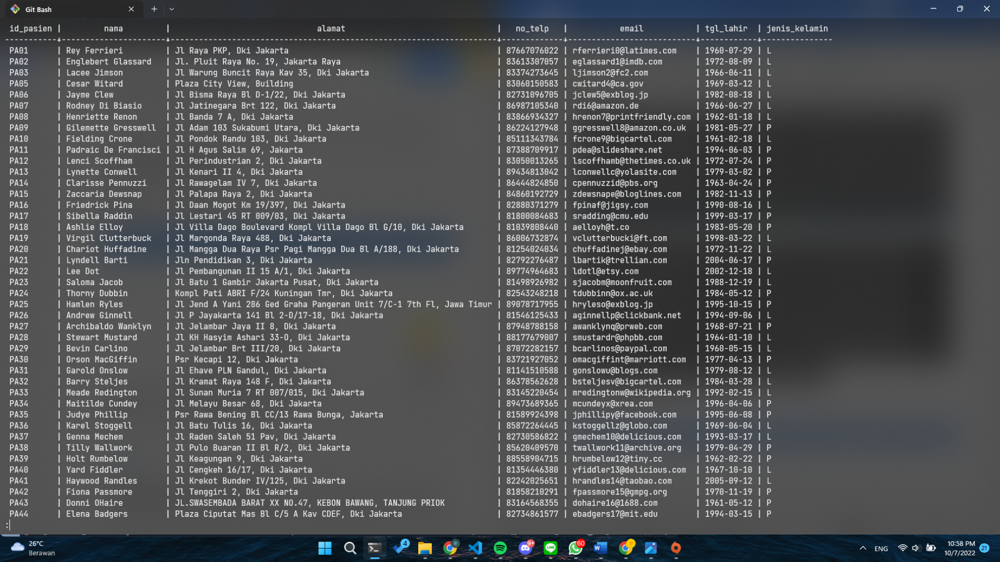 Git Bash
id_pasien | nama | alamat | no_telp | email | tgl_lahir | jenis_kelamin
PA01 | Rey Ferrieri | Jl Raya PKP, Dki Jakarta | 87667076022 | rferrieri0@latimes.com | 1960-07-29 | L
PA02 | Englebert Glassard | Jl. Pluit Raya No. 19, Jakarta Raya | 83613307057 | eglassard1@imdb.com | 1972-08-09 | L
PA03 | Lacee Jimson | Jl Warung Buncit Raya Kav 35, Dki Jakarta | 83374273645 | ljimson2@fc2.com | 1966-06-11 | L
PA05 | Cesar Witard | Plaza City View, Building | 83060150583 | cwitard4@ca.gov | 1969-03-12 | L
PA06 | Jayme Clew | Jl Bisma Raya Bl D-1/22, Dki Jakarta | 82731096705 | jclew5@exblog.jp | 1982-08-18 | L
PA07 | Rodney Di Biasio | Jl Jatinegara Brt 122, Dki Jakarta | 86987105340 | rdi6@amazon.de | 1966-06-27 | L
PA08 | Henriette Renon | Jl Banda 7 A, Dki Jakarta | 83866934327 | hrenon7@printfriendly.com | 1962-01-18 | L
PA09 | Gilemette Gresswell | Jl Adam 103 Sukabumi Utara, Dki Jakarta | 86224127948 | ggresswell8@amazon.co.uk | 1981-05-27 | P
PA10 | Fielding Crone | Jl Pondok Randu 103, Dki Jakarta | 85111343784 | fcrone9@bigcartel.com | 1961-02-18 | L
PA11 | Padraic De Francisci | Jl H Agus Salim 69, Jakarta | 87388709917 | pdea@slideshare.net | 1994-06-03 | P
PA12 | Lenci Scoffham | Jl Perindustrian 2, Dki Jakarta | 83050013265 | lscoffhamb@thetimes.co.uk | 1972-07-24 | P
PA13 | Lynette Conwell | Jl Kenari II 4, Dki Jakarta | 89434813042 | lconwellc@yolasite.com | 1979-03-02 | P
PA14 | Clarisse Pennuzzi | Jl Rawagelam IV 7, Dki Jakarta | 86444824850 | cpennuzzid@pbs.org | 1963-04-24 | P
PA15 | Zaccaria Dewsnap | Jl Palapa Raya 2, Dki Jakarta | 84860192729 | zdewsnape@bloglines.com | 1982-11-13 | P
PA16 | Friedrick Pina | Jl Daan Mogot Km 19/397, Dki Jakarta | 82880371279 | fpinaf@jigsy.com | 1990-08-16 | L
PA17 | Sibella Raddin | Jl Lestari 45 RT 009/03, Dki Jakarta | 81800084683 | sradding@cmu.edu | 1999-03-17 | P
PA18 | Ashlie Elloy | Jl Villa Dago Boulevard Kompl Villa Dago Bl G/10, Dki Jakarta | 81039808440 | aelloyh@t.co | 1983-05-20 | P
PA19 | Virgil Clutterbuck | Jl Margonda Raya 488, Dki Jakarta | 86006732874 | vclutterbucki@ft.com | 1998-03-22 | L
PA20 | Chariot Huffadine | Jl Mangga Dua Raya Psr Pagi Mangga Dua Bl A/188, Dki Jakarta | 81254024034 | chuffadinej@ebay.com | 1972-11-22 | L
PA21 | Lyndell Barti | Jln Pendidikan 3, Dki Jakarta | 82792276487 | lbartik@trellian.com | 2004-06-17 | P
PA22 | Lee Dot | Jl Pembangunan II 15 A/1, Dki Jakarta | 89774964683 | ldotl@etsy.com | 2002-12-18 | L
PA23 | Saloma Jacob | Jl Batu 1 Gambir Jakarta Pusat, Dki Jakarta | 81498926982 | sjacobm@moonfruit.com | 1988-12-19 | L
PA24 | Thorny Dubbin | Kompl Pati ABRI F/24 Kuningan Tmr, Dki Jakarta | 82543248218 | tdubbinn@ox.ac.uk | 1984-05-12 | P
PA25 | Hamlen Ryles | Jl Jend A Yani 286 Ged Graha Pangeran Unit 7/C-1 7th Fl, Jawa Timur | 89078717955 | hryleso@exblog.jp | 1995-10-15 | P
PA26 | Andrew Ginnell | Jl P Jayakarta 141 Bl 2-D/17-18, Dki Jakarta | 81546125433 | aginnellp@clickbank.net | 1994-09-06 | L
PA27 | Archibaldo Wanklyn | Jl Jelambar Jaya II 8, Dki Jakarta | 87948788158 | awanklynq@prweb.com | 1968-07-21 | P
PA28 | Stewart Mustard | Jl KH Hasyim Ashari 33-O, Dki Jakarta | 88177679007 | smustardr@phpbb.com | 1964-01-10 | L
PA29 | Bevin Carlino | Jl Jelambar Brt III/20, Dki Jakarta | 87072282157 | bcarlinos@paypal.com | 1960-05-15 | L
PA30 | Orson MacGiffin | Psr Kecapi 12, Dki Jakarta | 83721927052 | omacgiffint@marriott.com | 1977-04-13 | P
PA31 | Garold Onslow | Jl Ehave PLN Gandul, Dki Jakarta | 81141510588 | gonslowu@blogs.com | 1979-08-12 | L
PA32 | Barry Steljes | Jl Kramat Raya 148 F, Dki Jakarta | 86378562628 | bsteljesv@bigcartel.com | 1984-03-28 | L
PA33 | Meade Redington | Jl Sunan Muria 7 RT 007/015, Dki Jakarta | 83145220454 | mredingtonw@wikipedia.org | 1992-02-15 | L
PA34 | Maitilde Cundey | Jl Melayu Besar 68, Dki Jakarta | 89473689365 | mcundeyx@xrea.com | 1996-04-06 | P
PA35 | Judye Phillip | Psr Rawa Bening Bl CC/13 Rawa Bunga, Jakarta | 81589924398 | jphillipy@facebook.com | 1995-06-08 | P
PA36 | Karel Stoggell | Jl Batu Tulis 16, Dki Jakarta | 85872264445 | kstoggellz@globo.com | 1969-06-04 | L
PA37 | Genna Mechem | Jl Raden Saleh 51 Pav, Dki Jakarta | 82730586822 | gmechem10@delicious.com | 1993-03-17 | L
PA38 | Tilly Wallwork | Jl Pulo Buaran II Bl R/2, Dki Jakarta | 85620409570 | twallwork11@archive.org | 1979-04-29 | P
PA39 | Holt Rumbelow | Jl Keagungan 9, Dki Jakarta | 88558904715 | hrumbelow12@tiny.cc | 1962-02-22 | P
PA40 | Yard Fiddler | Jl Cengkeh 16/17, Dki Jakarta | 81354446380 | yfiddler13@delicious.com | 1967-10-10 | L
PA41 | Haywood Randles | Jl Krekot Bunder IV/125, Dki Jakarta | 82242025651 | hrandles14@taobao.com | 2005-09-12 | L
PA42 | Fiona Passmore | Jl Tenggiri 2, Dki Jakarta | 81858210291 | fpassmore15@gmpg.org | 1970-11-19 | P
PA43 | Donni OHaire | JL.SWASEMBADA BARAT XX NO.47, KEBON BAWANG, TANJUNG PRIOK | 83164568355 | dohaire16@1688.com | 1961-05-12 | P
PA44 | Elena Badgers | Plaza Ciputat Mas Bl C/5 A Kav CDEF, Dki Jakarta | 82734861577 | ebadgers17@mit.edu | 1994-03-15 | P
:
26°C
Berawan
4
9+
LINE
60
W
ENG
10:58 PM
10/7/2022
21